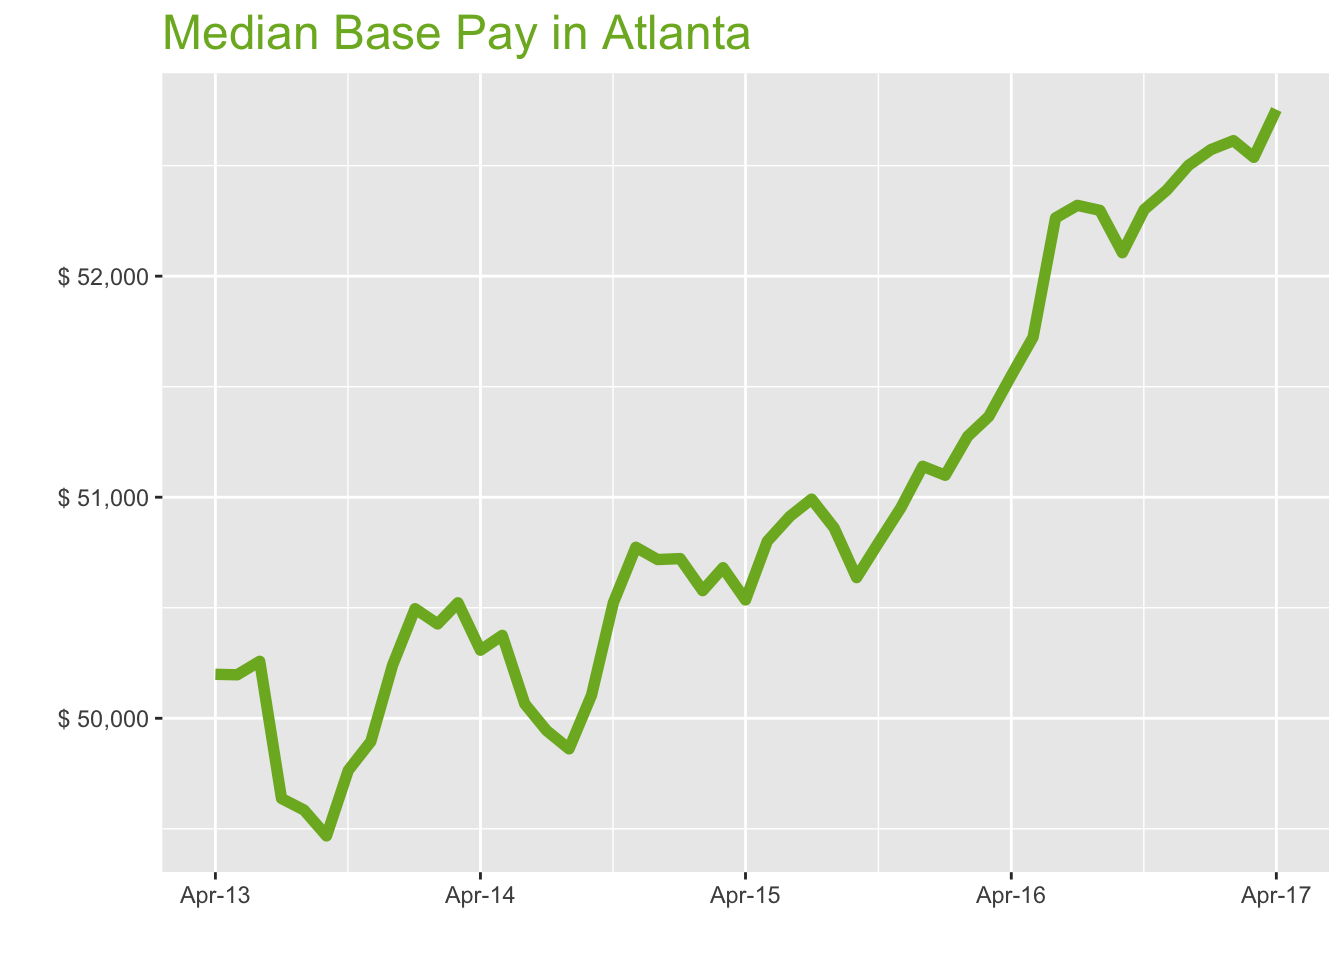 Median Base Pay in Atlanta
$ 52,000
$ 51,000
$ 50,000
Apr-13 Apr-14 Apr-15 Apr-16 Apr-17